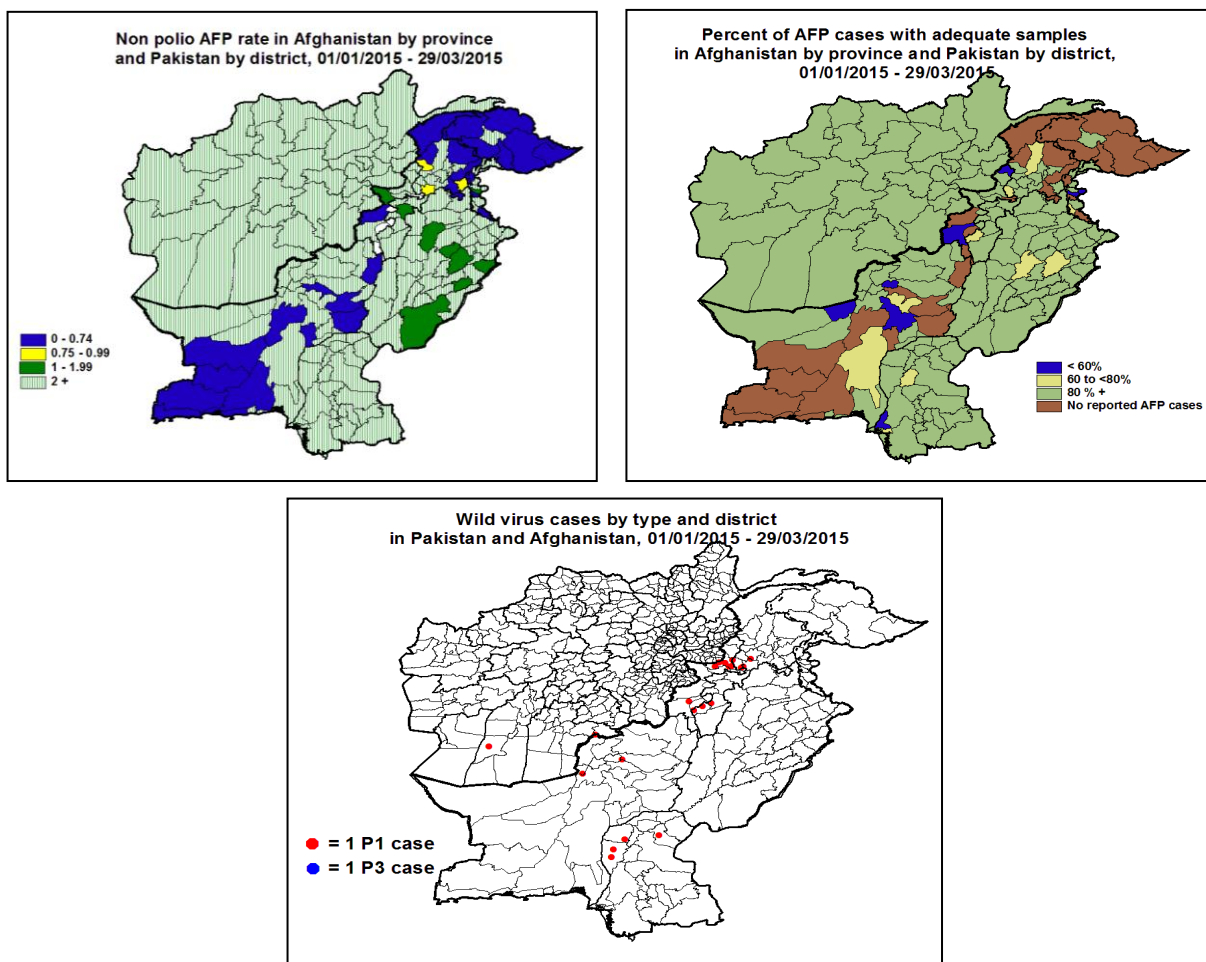 Non polio AFP rate in Afghanistan by province
and Pakistan by district, 01/01/2015 - 29/03/2015
0 - 0.74
0.75 - 0.99
1 - 1.99
2 +
Percent of AFP cases with adequate samples
in Afghanistan by province and Pakistan by district,
01/01/2015 - 29/03/2015
< 60%
60 to <80%
80 % +
No reported AFP cases
Wild virus cases by type and district
in Pakistan and Afghanistan, 01/01/2015 - 29/03/2015
= 1 P1 case
= 1 P3 case